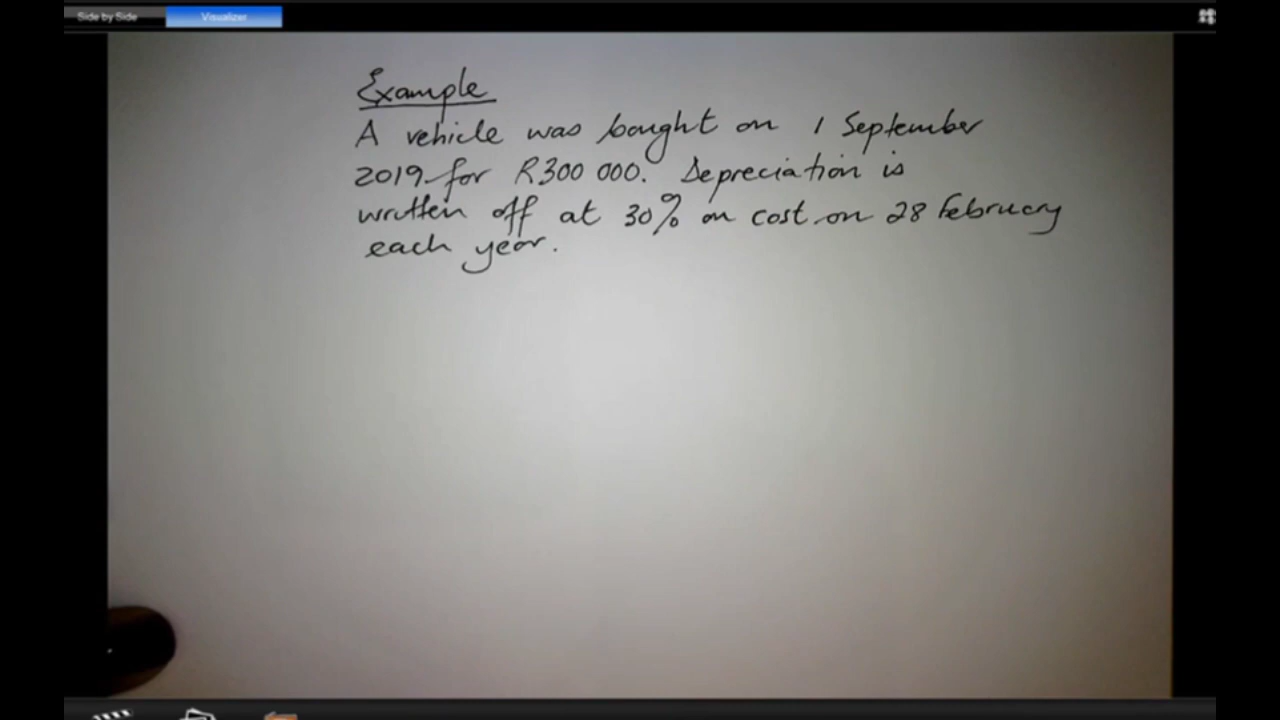 Side by Side
Visualizer
Example
A vehicle was bought on 1 September
2019 for R300 000. Depreciation is
written off at 30% on cost on 28 February
each year.